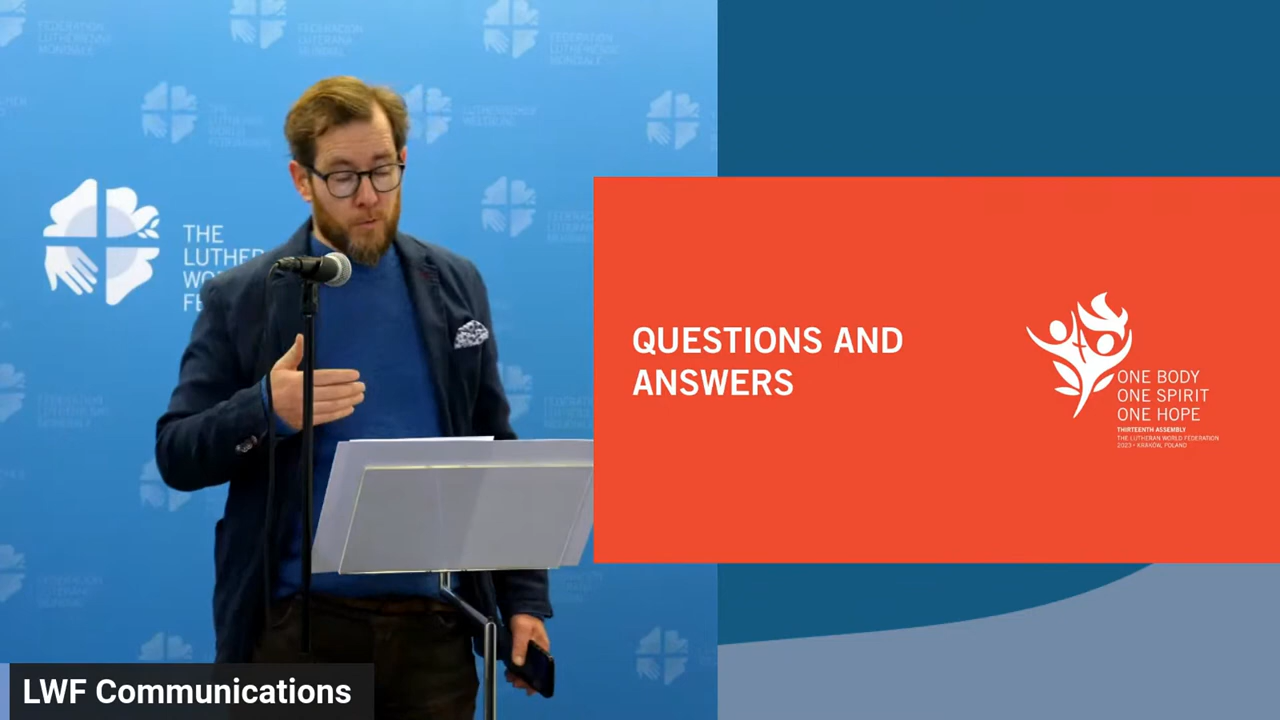 THE
LUTHER
WO
FE
QUESTIONS AND
ANSWERS
ONE BODY
ONE SPIRIT
ONE HOPE
THIRTEENTH ASSEMBLY
THE LUTHERAN WORLD FEDERATION
2023 • KRAKÓW, POLAND
LWF Communications